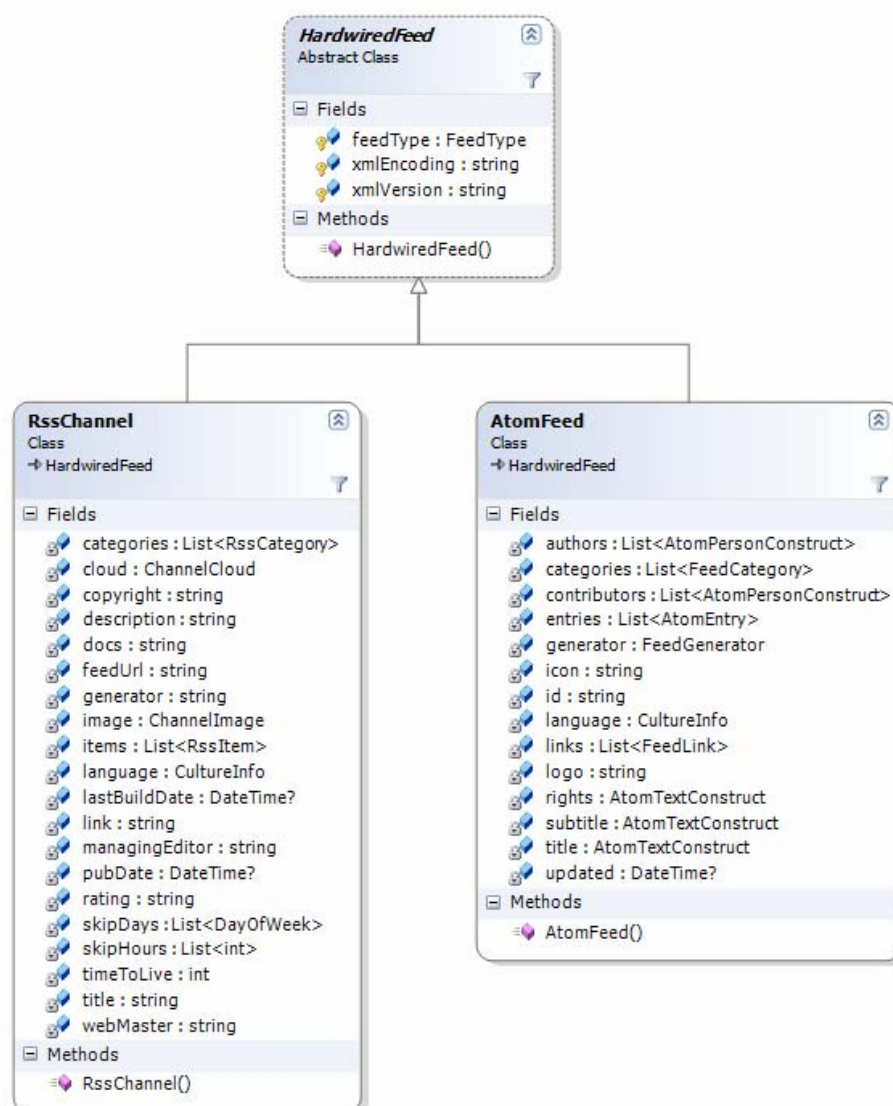 HardwiredFeed
Abstract Class
Fields
feedType : FeedType
xmlEncoding : string
xmlVersion : string
Methods
HardwiredFeed()
RssChannel
Class
HardwiredFeed
Fields
categories : List<RssCategory>
cloud : ChannelCloud
copyright : string
description : string
docs : string
feedUrl : string
generator : string
image : ChannelImage
items : List<RssItem>
language : CultureInfo
lastBuildDate : DateTime?
link : string
managingEditor : string
pubDate : DateTime?
rating : string
skipDays : List<DayOfWeek>
skipHours : List<int>
timeToLive : int
title : string
webMaster : string
Methods
RssChannel()
AtomFeed
Class
HardwiredFeed
Fields
authors : List<AtomPersonConstruct>
categories : List<FeedCategory>
contributors : List<AtomPersonConstruct>
entries : List<AtomEntry>
generator : FeedGenerator
icon : string
id : string
language : CultureInfo
links : List<FeedLink>
logo : string
rights : AtomTextConstruct
subtitle : AtomTextConstruct
title : AtomTextConstruct
updated : DateTime?
Methods
AtomFeed()